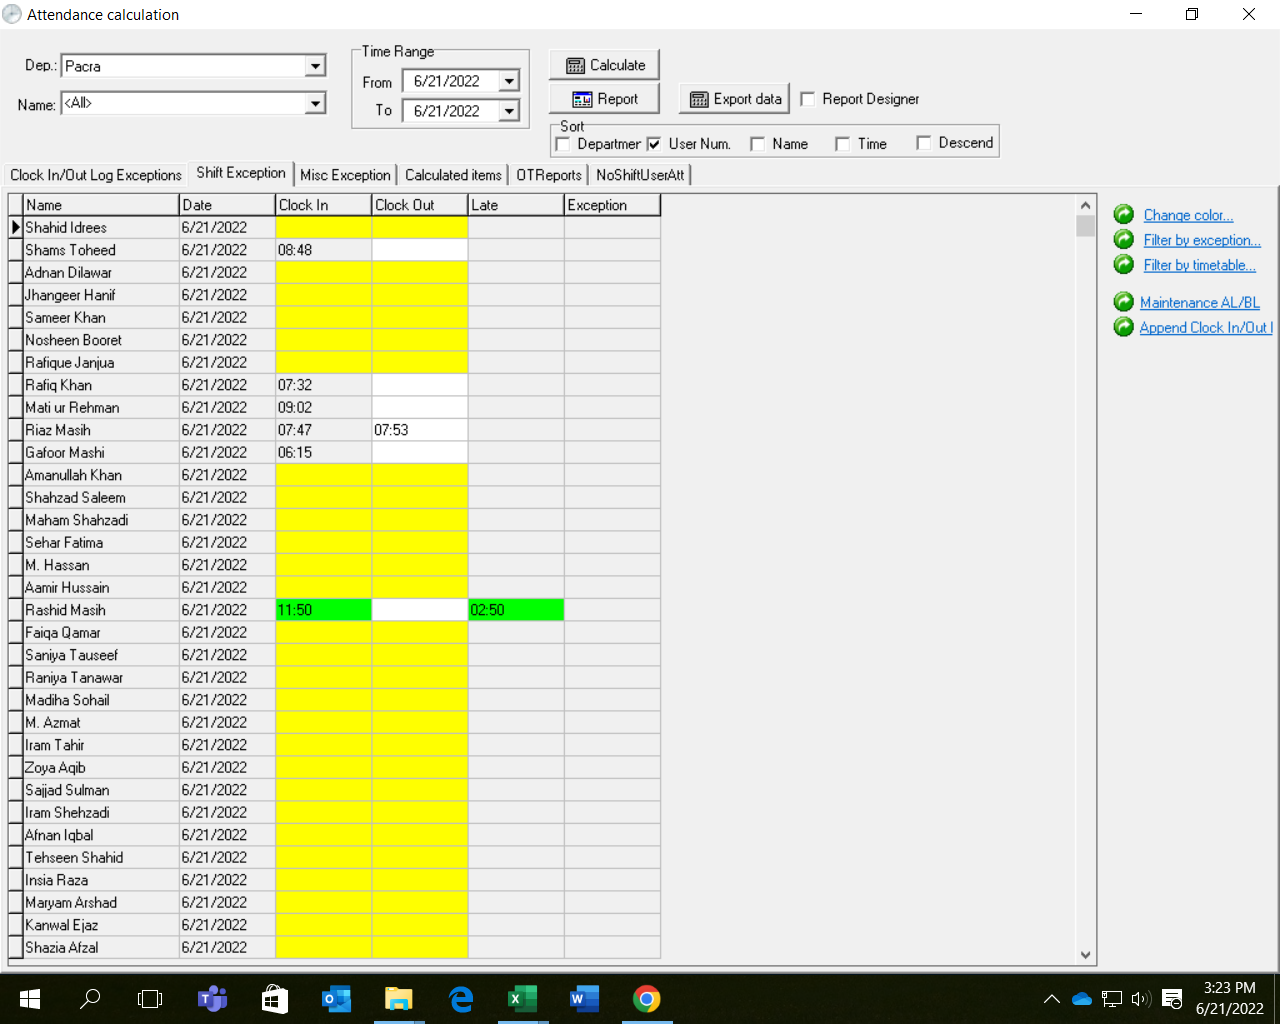 Attendance calculation
Dep.: Pacra
Name: <All>
Time Range
From 6/21/2022
To 6/21/2022
Calculate
Report
Export data
Report Designer
Sort
Departmer User Num. Name Time Descend
Clock In/Out Log Exceptions Shift Exception Misc Exception Calculated items OTReports NoShiftUserAtt
Name Date Clock In Clock Out Late Exception
Shahid Idrees 6/21/2022
Shams Toheed 6/21/2022 08:48
Adnan Dilawar 6/21/2022
Jhangeer Hanif 6/21/2022
Sameer Khan 6/21/2022
Nosheen Booret 6/21/2022
Rafique Janjua 6/21/2022
Rafiq Khan 6/21/2022 07:32
Mati ur Rehman 6/21/2022 09:02
Riaz Masih 6/21/2022 07:47 07:53
Gafoor Mashi 6/21/2022 06:15
Amanullah Khan 6/21/2022
Shahzad Saleem 6/21/2022
Maham Shahzadi 6/21/2022
Sehar Fatima 6/21/2022
M. Hassan 6/21/2022
Aamir Hussain 6/21/2022
Rashid Masih 6/21/2022 11:50 02:50
Faiqa Qamar 6/21/2022
Saniya Tauseef 6/21/2022
Raniya Tanawar 6/21/2022
Madiha Sohail 6/21/2022
M. Azmat 6/21/2022
Iram Tahir 6/21/2022
Zoya Aqib 6/21/2022
Sajjad Sulman 6/21/2022
Iram Shehzadi 6/21/2022
Afnan Iqbal 6/21/2022
Tehseen Shahid 6/21/2022
Insia Raza 6/21/2022
Maryam Arshad 6/21/2022
Kanwal Ejaz 6/21/2022
Shazia Afzal 6/21/2022
Change color...
Filter by exception...
Filter by timetable...
Maintenance AL/BL
Append Clock In/Out l
3:23 PM
6/21/2022